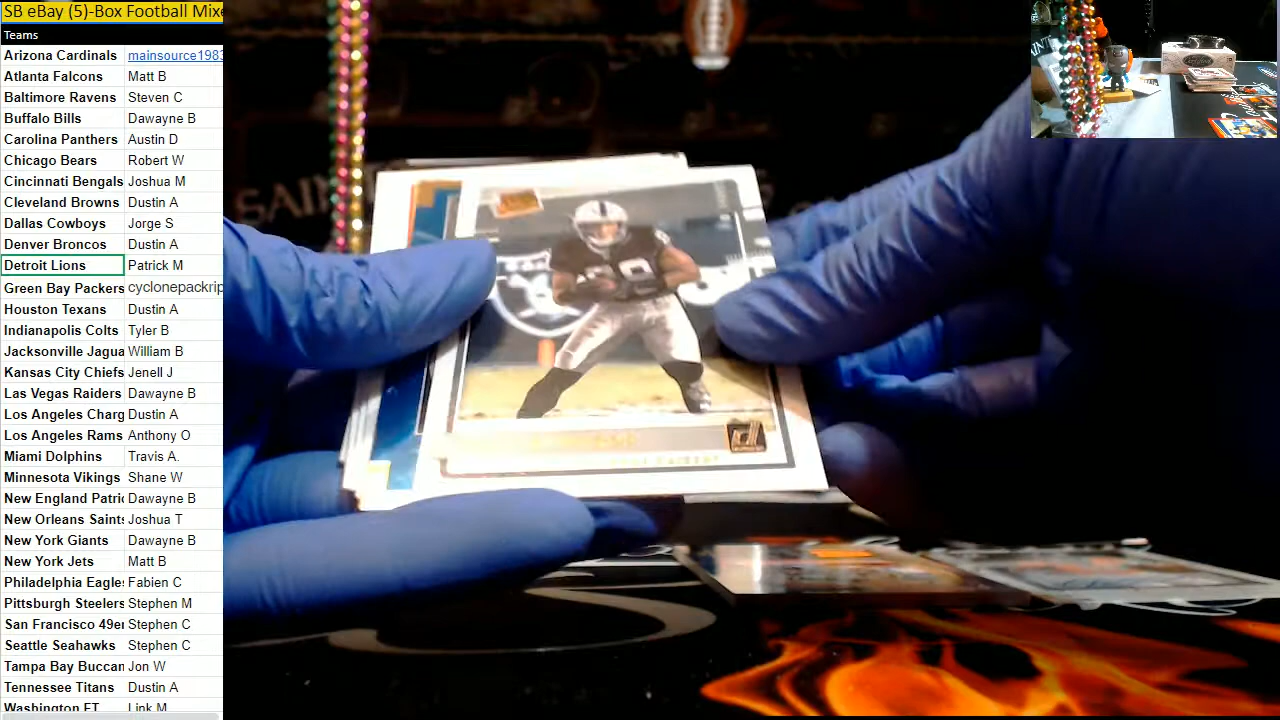 SB eBay (5)-Box Football Mixe
Teams
Arizona Cardinals mainsource1983
Atlanta Falcons Matt B
Baltimore Ravens Steven C
Buffalo Bills Dawayne B
Carolina Panthers Austin D
Chicago Bears Robert W
Cincinnati Bengals Joshua M
Cleveland Browns Dustin A
Dallas Cowboys Jorge S
Denver Broncos Dustin A
Detroit Lions Patrick M
Green Bay Packers cyclonepackrip
Houston Texans Dustin A
Indianapolis Colts Tyler B
Jacksonville Jagua William B
Kansas City Chiefs Jenell J
Las Vegas Raiders Dawayne B
Los Angeles Charg Dustin A
Los Angeles Rams Anthony O
Miami Dolphins Travis A.
Minnesota Vikings Shane W
New England Patri Dawayne B
New Orleans Saints Joshua T
New York Giants Dawayne B
New York Jets Matt B
Philadelphia Eagles Fabien C
Pittsburgh Steelers Stephen M
San Francisco 49er Stephen C
Seattle Seahawks Stephen C
Tampa Bay Buccan Jon W
Tennessee Titans Dustin A
Washington FT Link M